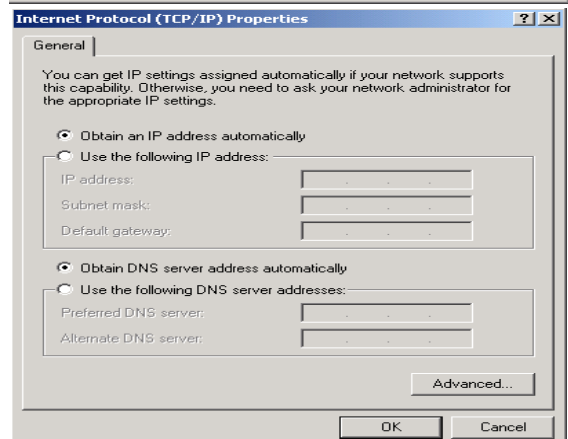 Internet Protocol (TCP/IP) Properties
General
You can get IP settings assigned automatically if your network supports
this capability. Otherwise, you need to ask your network administrator for
the appropriate IP settings.
Obtain an IP address automatically
Use the following IP address:
IP address:
Subnet mask:
Default gateway:
Obtain DNS server address automatically
Use the following DNS server addresses:
Preferred DNS server:
Alternate DNS server:
Advanced...
OK Cancel